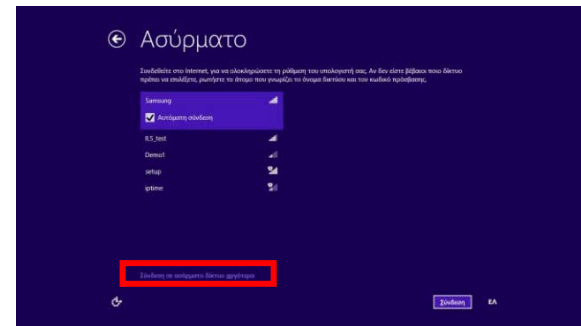 Ασύρματο
Συνδεθείτε στο Internet, για να ολοκληρώσετε τη ρύθμιση του υπολογιστή σας. Αν δεν είστε βέβαιοι ποιο δίκτυο
πρέπει να επιλέξετε, ρωτήστε το άτομο που γνωρίζει το όνομα δικτύου και τον κωδικό πρόσβασης.
Samsung
Αυτόματη σύνδεση
ILS_test
Demo1
setup
iptime
Σύνδεση σε ασύρματο δίκτυο αργότερα
Σύνδεση ΕΛ